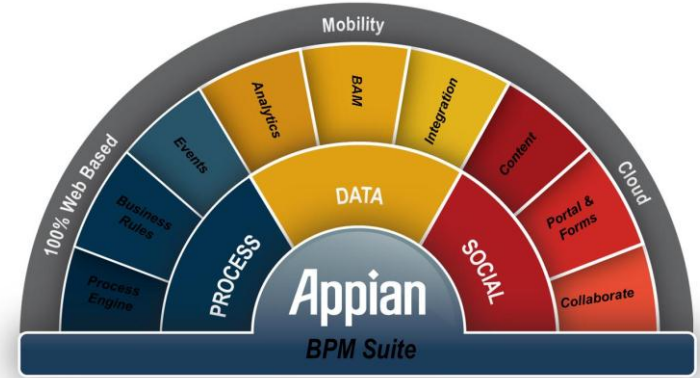 Mobility
100% Web Based
Cloud
Analytics
BAM
Integration
Events
Content
Business
Rules
Portal &
Forms
Process
Engine
Collaborate
DATA
PROCESS
SOCIAL
Appian
BPM Suite